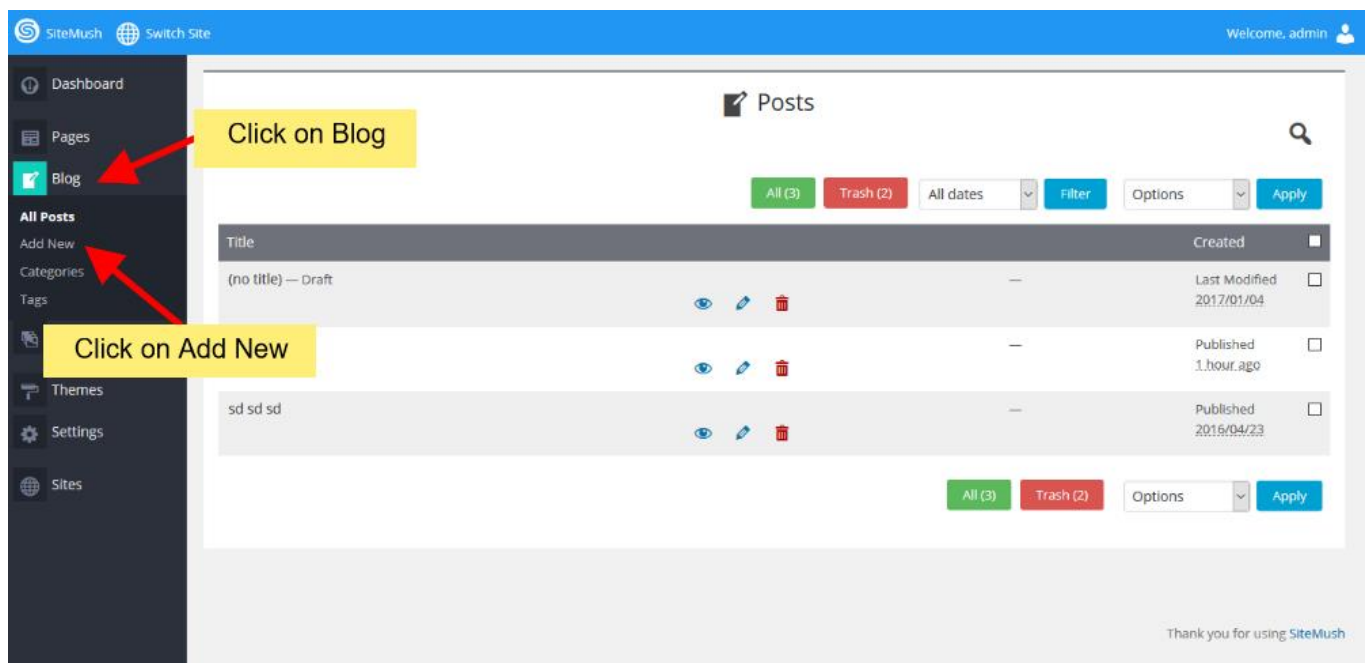 SiteMush Switch Site Welcome, admin
Dashboard
Pages
Blog
All Posts
Add New
Categories
Tags
Themes
Settings
Sites
Click on Blog
Click on Add New
Posts
All (3) Trash (2) All dates Filter Options Apply
Title Created
(no title) — Draft — Last Modified
2017/01/04
— Published
1 hour ago
sd sd sd — Published
2016/04/23
All (3) Trash (2) Options Apply
Thank you for using SiteMush